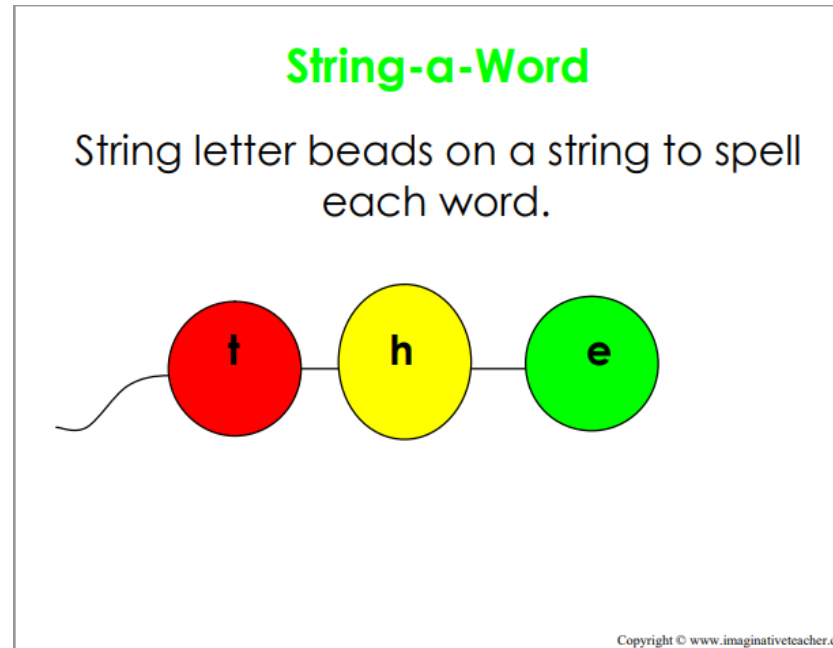 String-a-Word
String letter beads on a string to spell
each word.
t h e
Copyright © www.imaginativeteacher.c